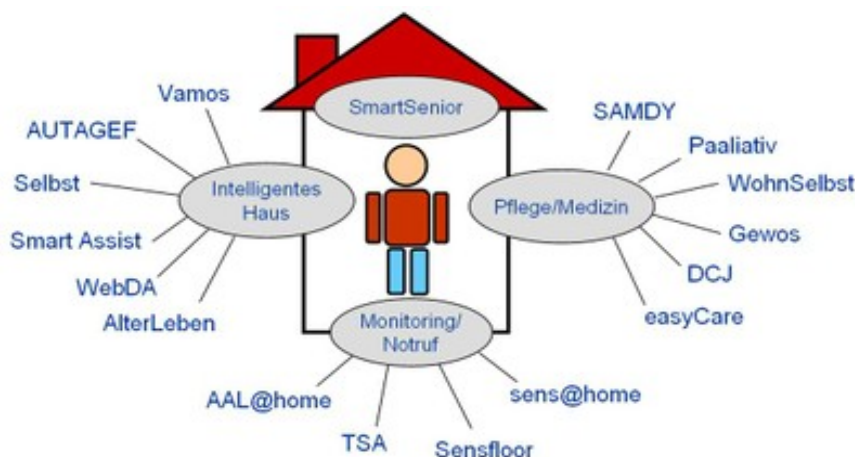 SmartSenior
Vamos
AUTAGEF
Selbst
Smart Assist
WebDA
AlterLeben
Intelligentes
Haus
SAMDY
Paaliativ
WohnSelbst
Gewos
DCJ
easyCare
Pflege/Medizin
Monitoring/
Notruf
AAL@home
TSA
Sensfloor
sens@home